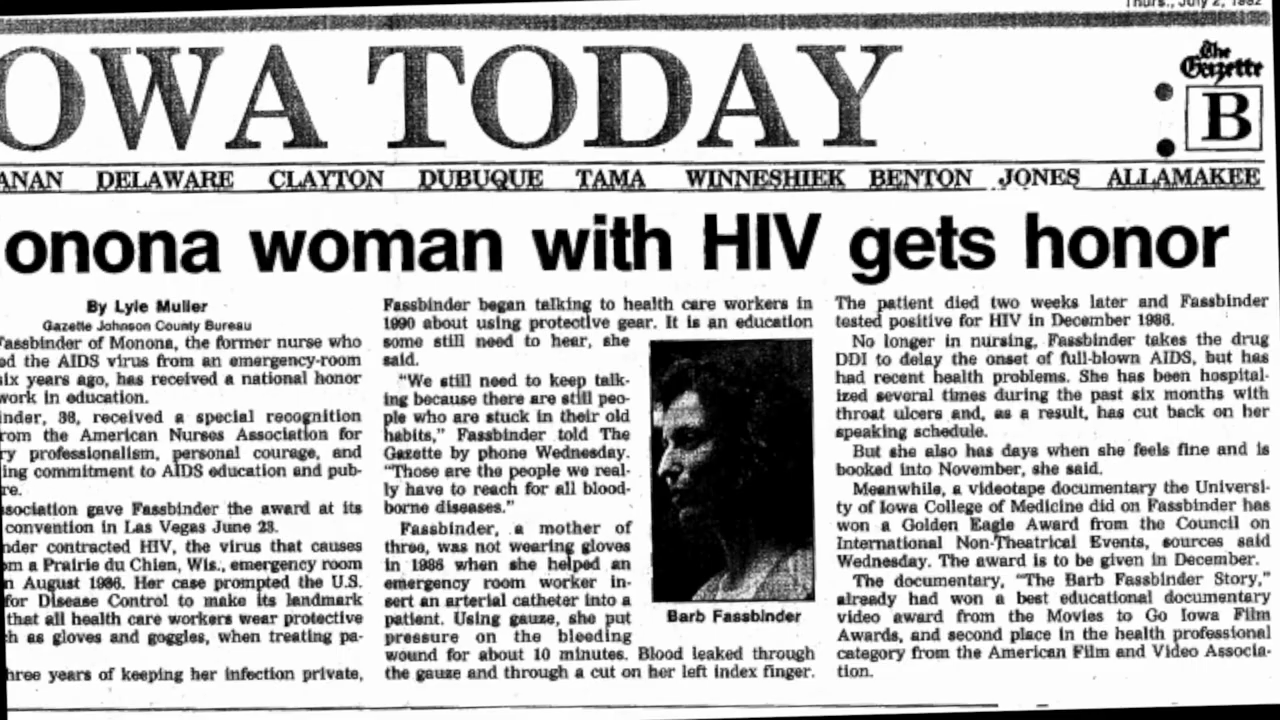 Thurs., July 2, 1992
OWA TODAY
The
Gazette
B
ANAN DELAWARE CLAYTON DUBUQUE TAMA WINNESHIEK BENTON JONES ALLAMAKEE
onona woman with HIV gets honor
By Lyle Muller
Gazette Johnson County Bureau
Fassbinder of Monona, the former nurse who
ed the AIDS virus from an emergency-room
six years ago, has received a national honor
work in education.
inder, 38, received a special recognition
rom the American Nurses Association for
ry professionalism, personal courage, and
ing commitment to AIDS education and pub-
re.
ssociation gave Fassbinder the award at its
convention in Las Vegas June 28.
nder contracted HIV, the virus that causes
om a Prairie du Chien, Wis., emergency room
n August 1986. Her case prompted the U.S.
for Disease Control to make its landmark
that all health care workers wear protective
h as gloves and goggles, when treating pa-
hree years of keeping her infection private,
Fassbinder began talking to health care workers in
1990 about using protective gear. It is an education
some still need to hear, she
said.
"We still need to keep talk-
ing because there are still peo-
ple who are stuck in their old
habits," Fassbinder told The
Gazette by phone Wednesday.
"Those are the people we real-
ly have to reach for all blood-
borne diseases."
Fassbinder, a mother of
three, was not wearing gloves
in 1986 when she helped an
emergency room worker in-
sert an arterial catheter into a
patient. Using gauze, she put
pressure on the bleeding
wound for about 10 minutes. Blood leaked through
the gauze and through a cut on her left index finger.
Barb Fassbinder
The patient died two weeks later and Fassbinder
tested positive for HIV in December 1986.
No longer in nursing, Fassbinder takes the drug
DDI to delay the onset of full-blown AIDS, but has
had recent health problems. She has been hospital-
ized several times during the past six months with
throat ulcers and, as a result, has cut back on her
speaking schedule.
But she also has days when she feels fine and is
booked into November, she said.
Meanwhile, a videotape documentary the Universi-
ty of Iowa College of Medicine did on Fassbinder has
won a Golden Eagle Award from the Council on
International Non-Theatrical Events, sources said
Wednesday. The award is to be given in December.
The documentary, "The Barb Fassbinder Story,"
already had won a best educational documentary
video award from the Movies to Go Iowa Film
Awards, and second place in the health professional
category from the American Film and Video Associa-
tion.